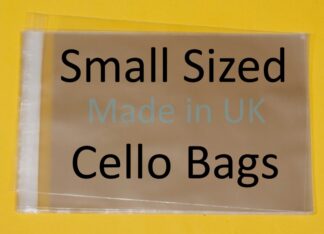 Small Sized
Made in UK
Cello Bags